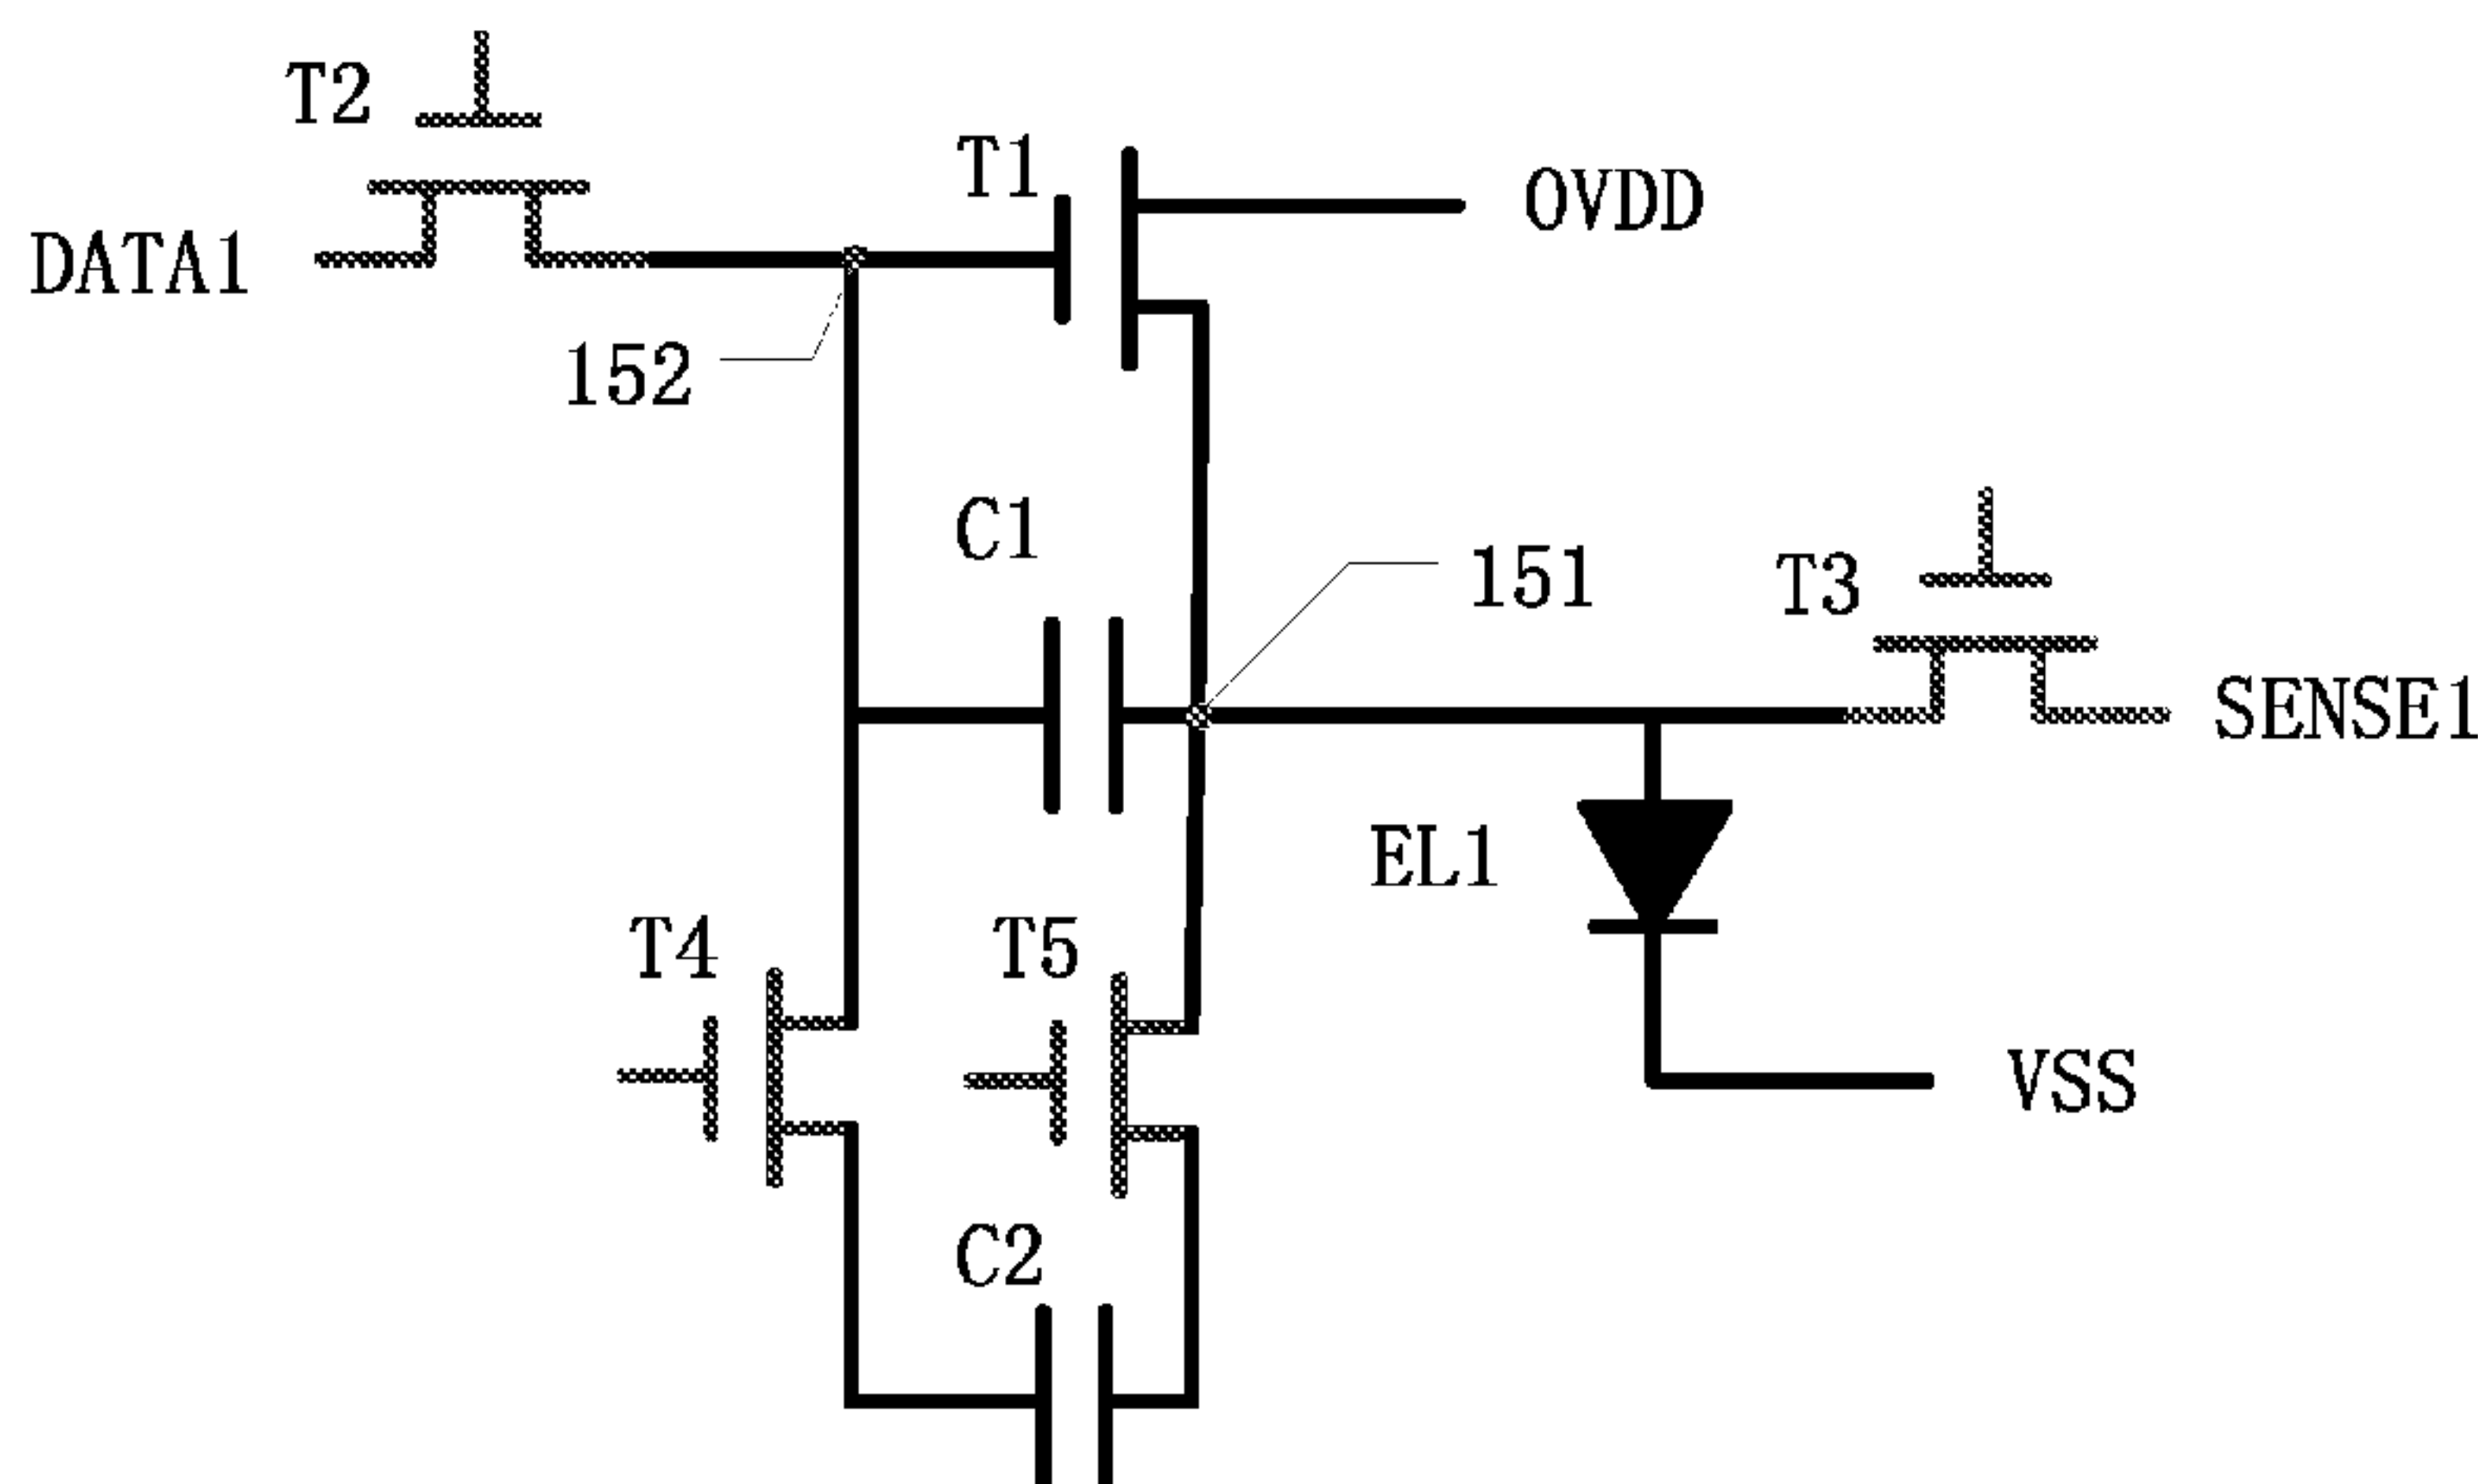 T2
T1
OVDD
DATA1
152
C1
151
T3
SENSE1
EL1
T4
T5
VSS
C2